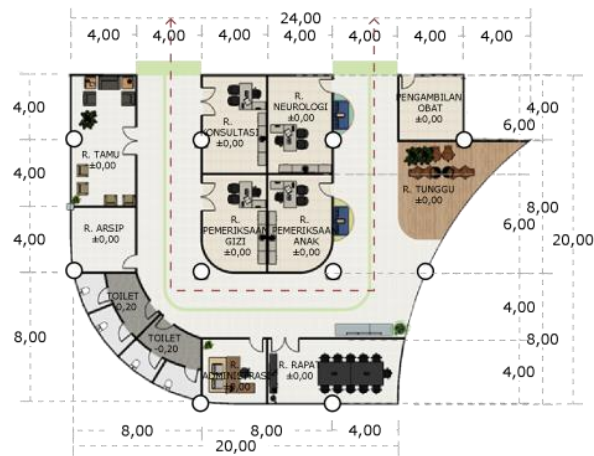 24,00
4,00
4,00
4,00
4,00
4,00
4,00
4,00
4,00
4,00
8,00
R. TAMU
±0,00
R. ARSIP
±0,00
R.
KONSULTASI
±0,00
R.
NEUROLOGI
±0,00
PENGAMBILAN
OBAT
±0,00
R.
PEMERIKSAAN
GIZI
±0,00
R.
PEMERIKSAAN
ANAK
±0,00
R. TUNGGU
±0,00
TOILET
-0,20
TOILET
-0,20
R.
ADMINISTRASI
±0,00
R. RAPAT
±0,00
4,00
6,00
8,00
6,00
20,00
4,00
8,00
4,00
8,00
8,00
4,00
20,00